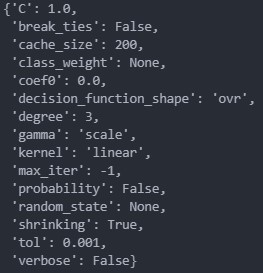 {'C': 1.0,
'break_ties': False,
'cache_size': 200,
'class_weight': None,
'coef0': 0.0,
'decision_function_shape': 'ovr',
'degree': 3,
'gamma': 'scale',
'kernel': 'linear',
'max_iter': -1,
'probability': False,
'random_state': None,
'shrinking': True,
'tol': 0.001,
'verbose': False}